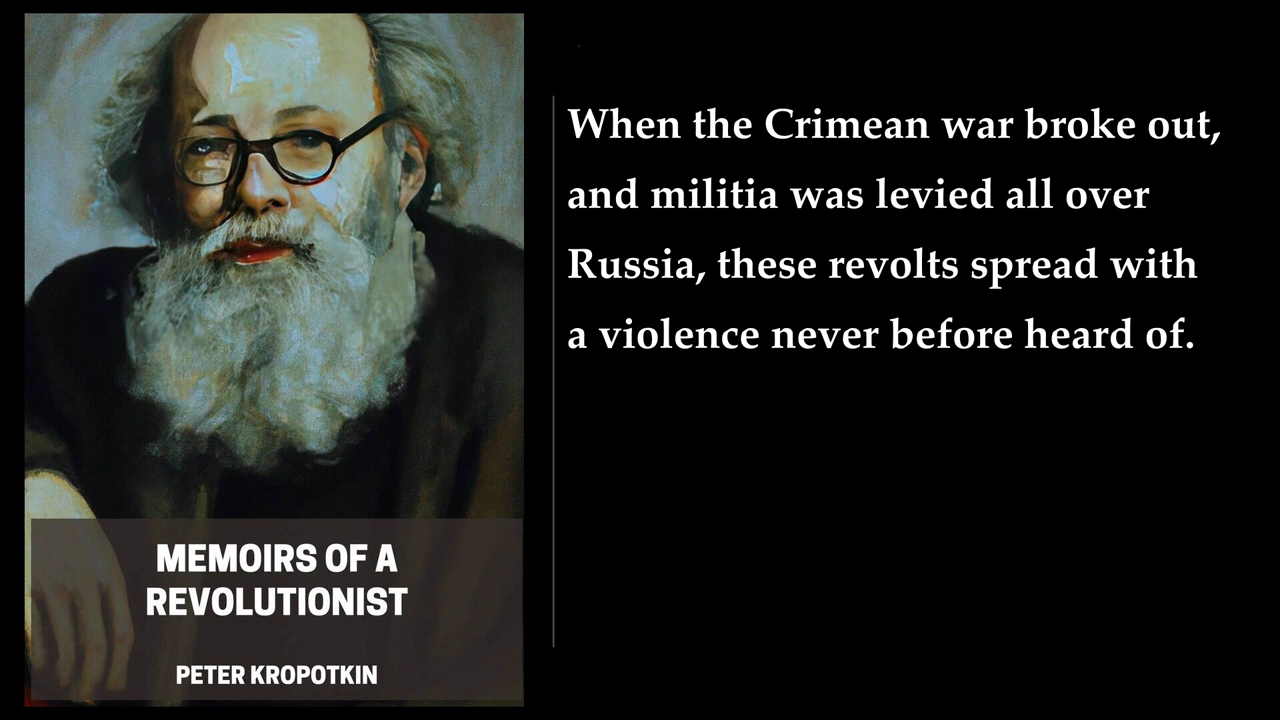 When the Crimean war broke out,
and militia was levied all over
Russia, these revolts spread with
a violence never before heard of.
MEMOIRS OF A
REVOLUTIONIST
PETER KROPOTKIN